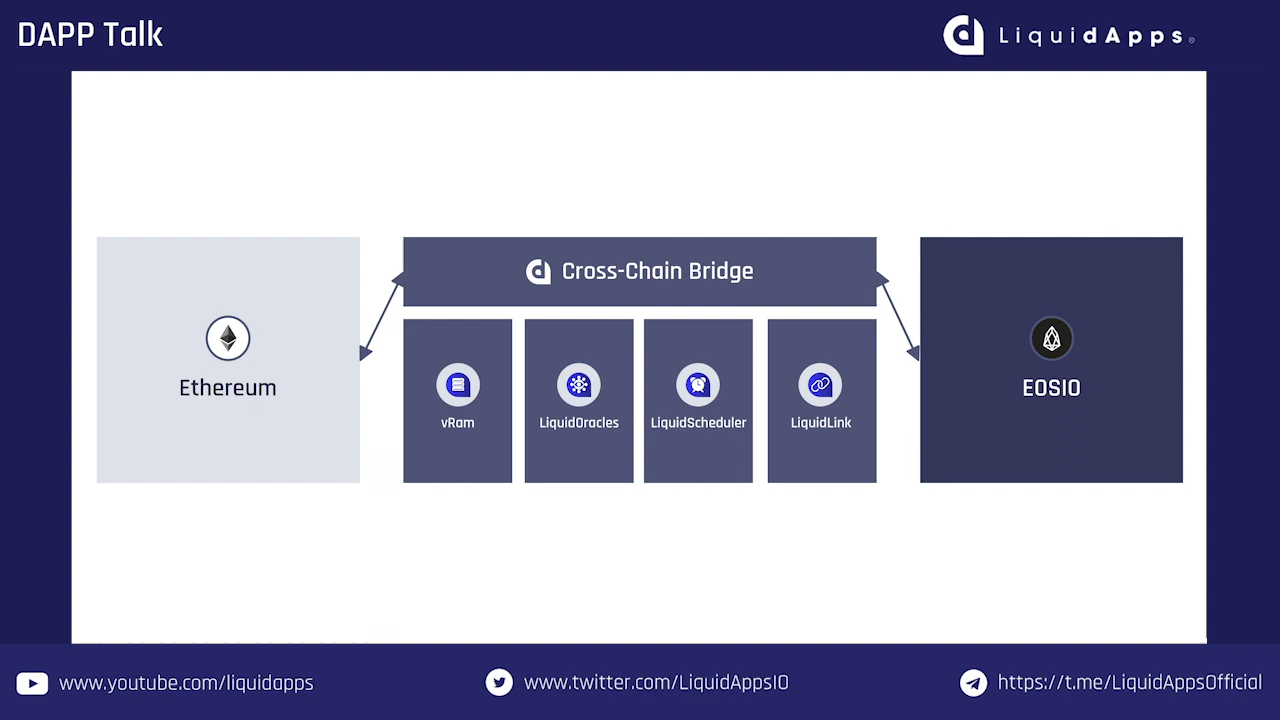 DAPP Talk
LiquidApps®
Cross-Chain Bridge
Ethereum
vRam
LiquidOracles
LiquidScheduler
LiquidLink
EOSIO
www.youtube.com/liquidapps
www.twitter.com/LiquidAppsIO
https://t.me/LiquidAppsOfficial